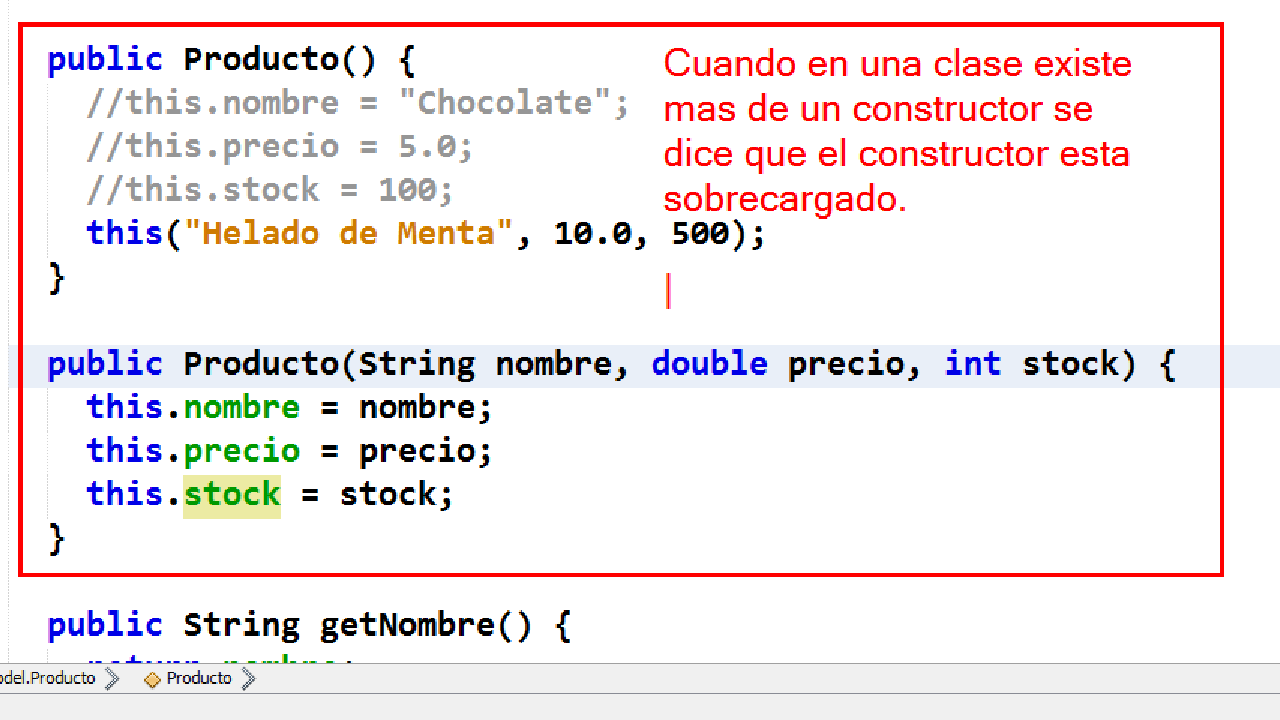 public Producto() {
//this.nombre = "Chocolate";
//this.precio = 5.0;
//this.stock = 100;
this("Helado de Menta", 10.0, 500);
}
Cuando en una clase existe
mas de un constructor se
dice que el constructor esta
sobrecargado.
public Producto(String nombre, double precio, int stock) {
this.nombre = nombre;
this.precio = precio;
this.stock = stock;
}
public String getNombre() {
return nombre;
odel.Producto
Producto